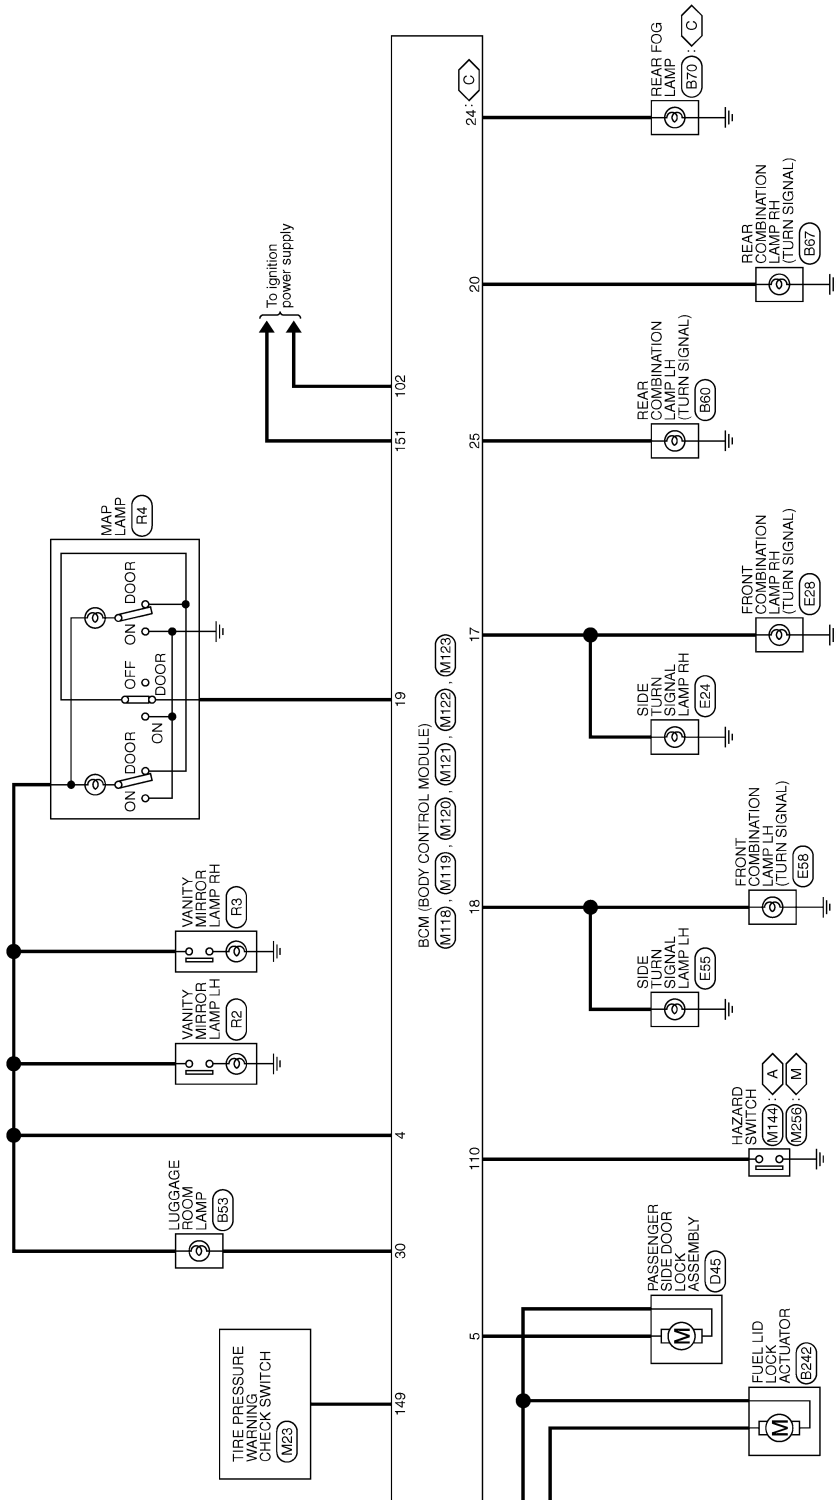 REAR FOG
LAMP
B70 : C
24: C
REAR
COMBINATION
LAMP RH
(TURN SIGNAL)
B67
20
To ignition
power supply
102
151
REAR
COMBINATION
LAMP LH
(TURN SIGNAL)
B60
25
MAP
LAMP
R4
DOOR
ON
OFF
DOOR
ON
DOOR
ON
19
FRONT
COMBINATION
LAMP RH
(TURN SIGNAL)
E28
17
SIDE
TURN
SIGNAL
LAMP RH
E24
BCM (BODY CONTROL MODULE)
M118 , M119 , M120 , M121 , M122 , M123
VANITY
MIRROR
LAMP RH
R3
VANITY
MIRROR
LAMP LH
R2
FRONT
COMBINATION
LAMP LH
(TURN SIGNAL)
E58
18
SIDE
TURN
SIGNAL
LAMP LH
E55
4
HAZARD
SWITCH
M144 : A
M256 : M
110
LUGGAGE
ROOM
LAMP
B53
30
PASSENGER
SIDE DOOR
LOCK
ASSEMBLY
D45
M
5
TIRE PRESSURE
WARNING
CHECK SWITCH
M23
149
FUEL LID
LOCK
ACTUATOR
B242
M